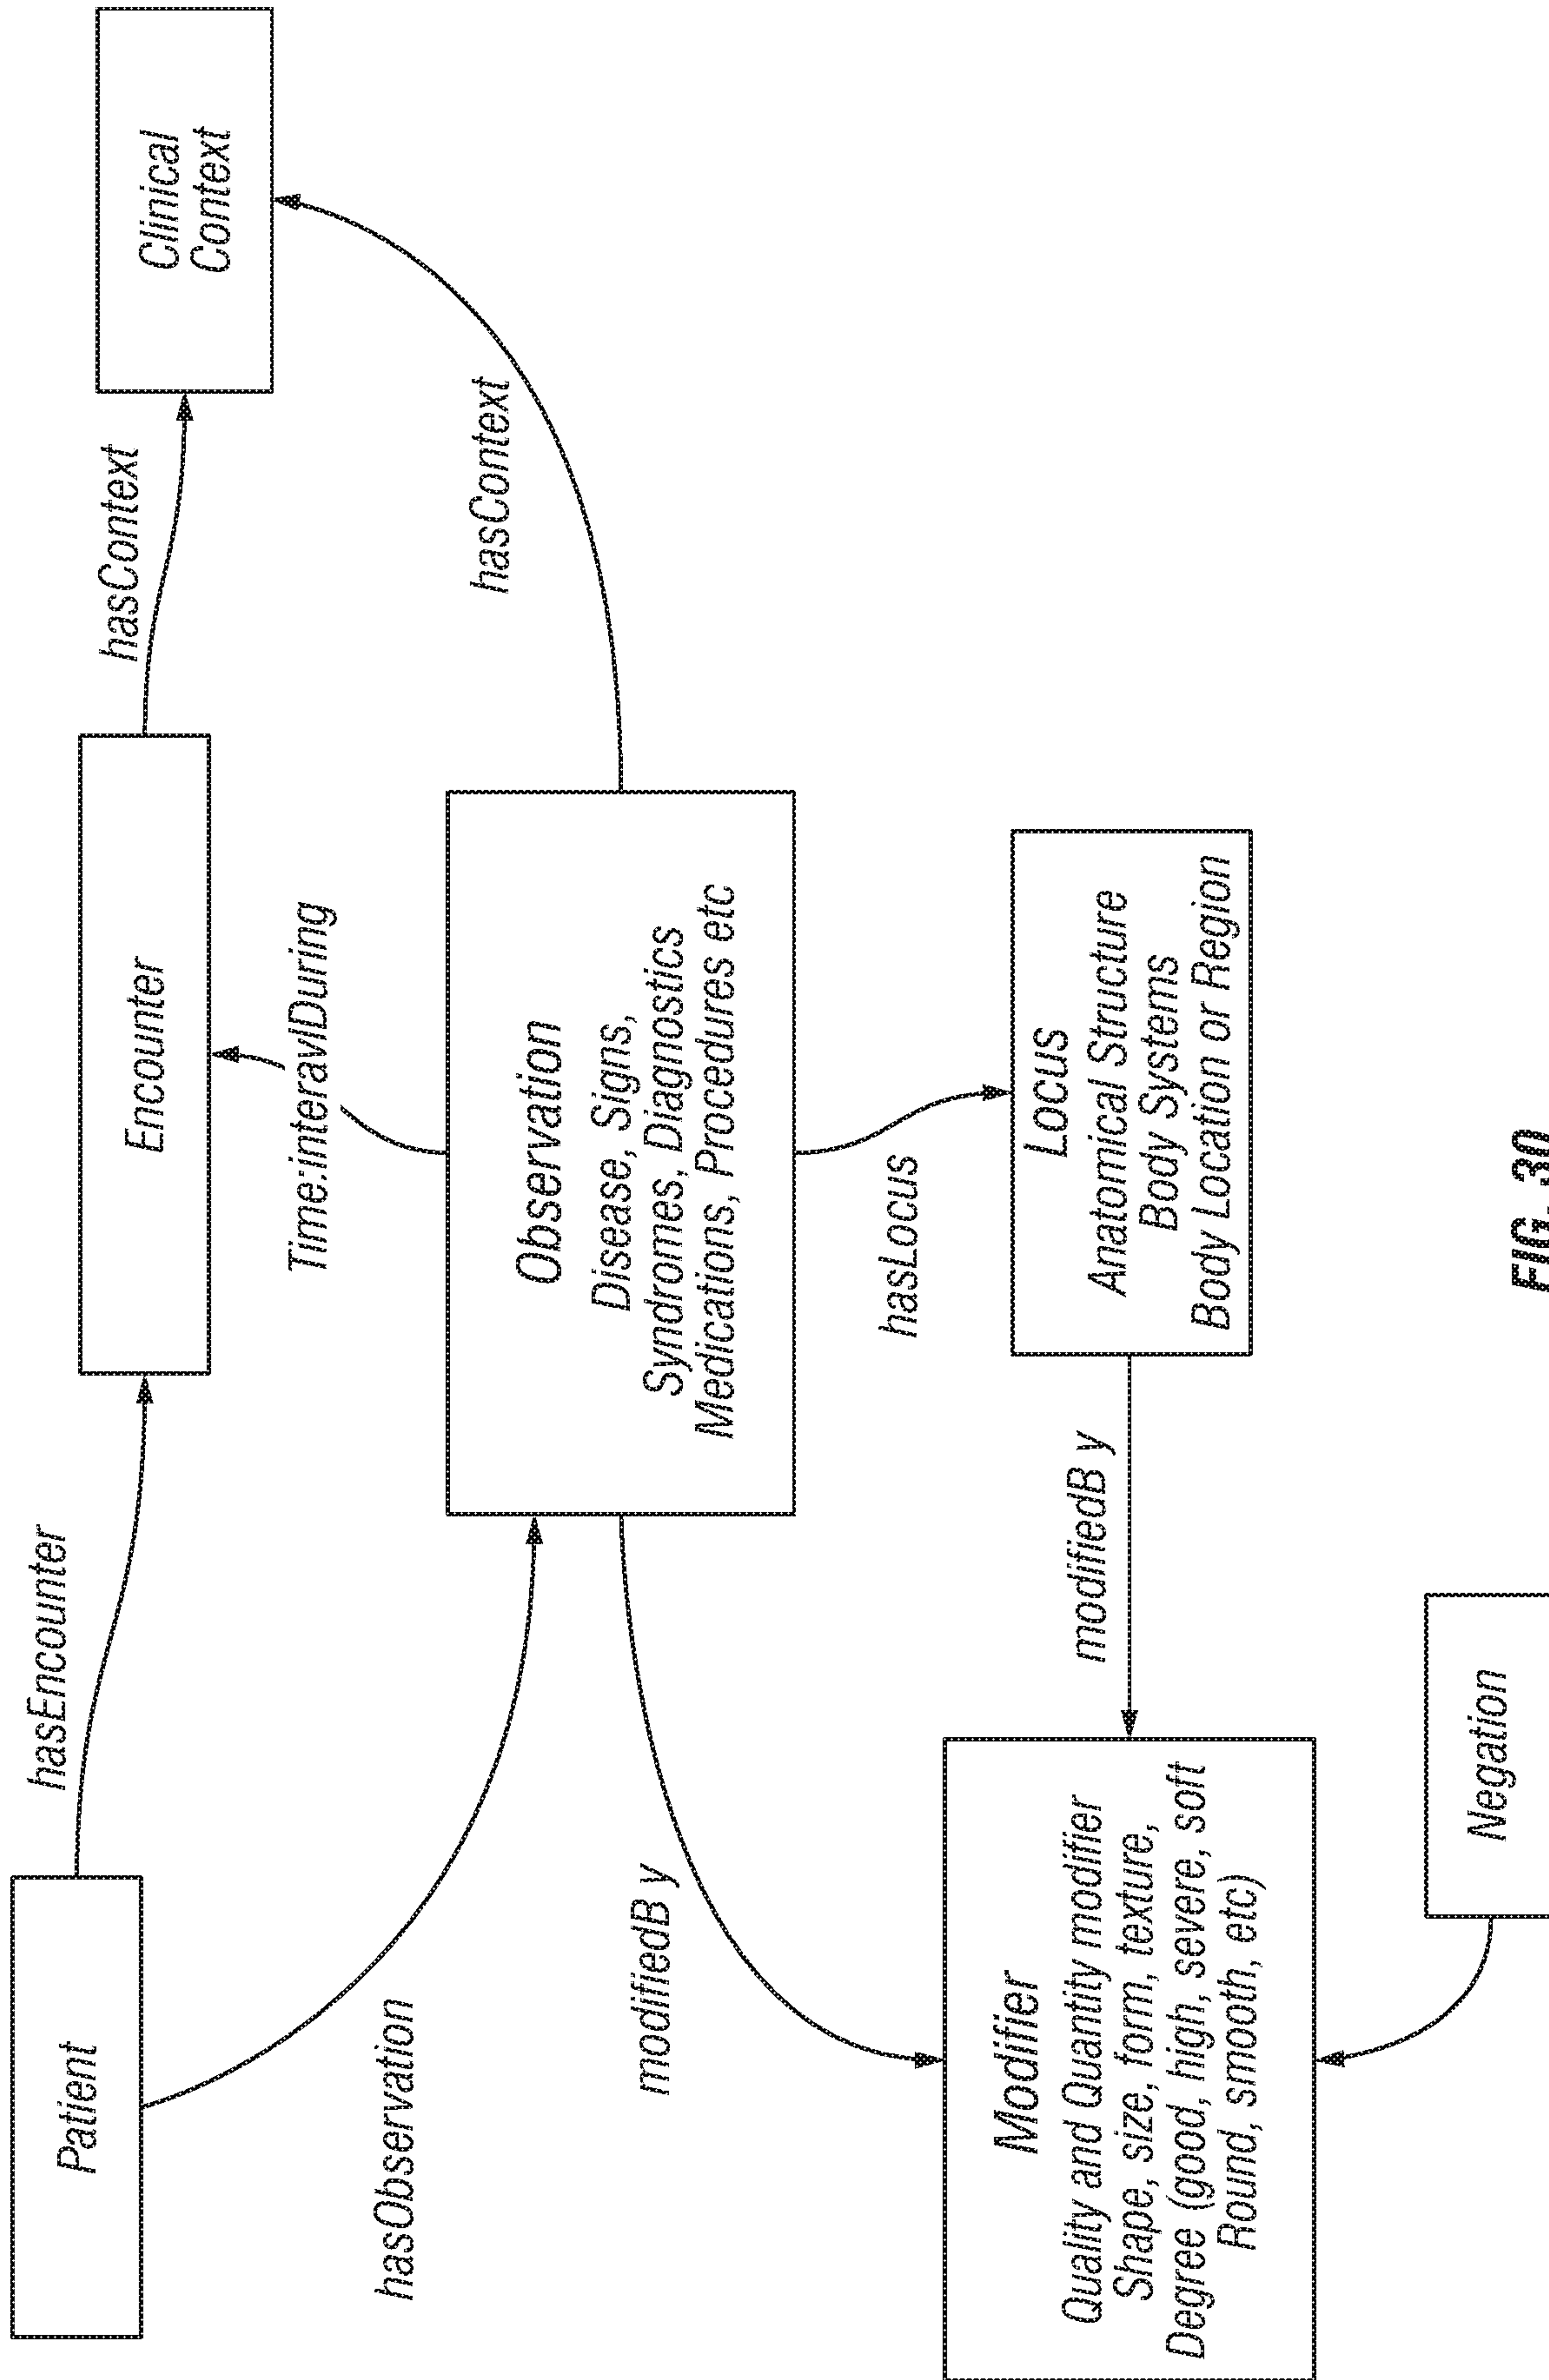 Patient
hasEncounter
Encounter
hasContext
Clinical
Context
hasObservation
Time:interavlDuring
hasContext
Observation
Disease, Signs,
Syndromes, Diagnostics
Medications, Procedures etc
modifiedB y
hasLocus
Modifier
Quality and Quantity modifier
Shape, size, form, texture,
Degree (good, high, severe, soft
Round, smooth, etc)
modifiedB y
Locus
Anatomical Structure
Body Systems
Body Location or Region
Negation
FIG. 30